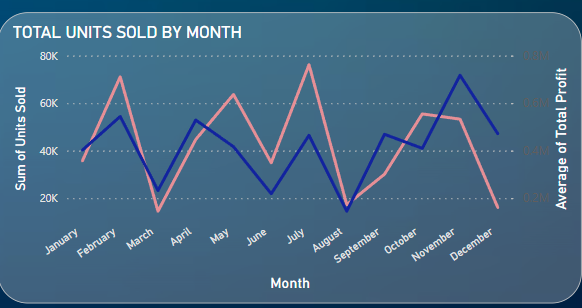 TOTAL UNITS SOLD BY MONTH
80K
60K
40K
20K
Sum of Units Sold
Average of Total Profit
January
February
March
April
May
June
July
August
September
October
November
December
Month